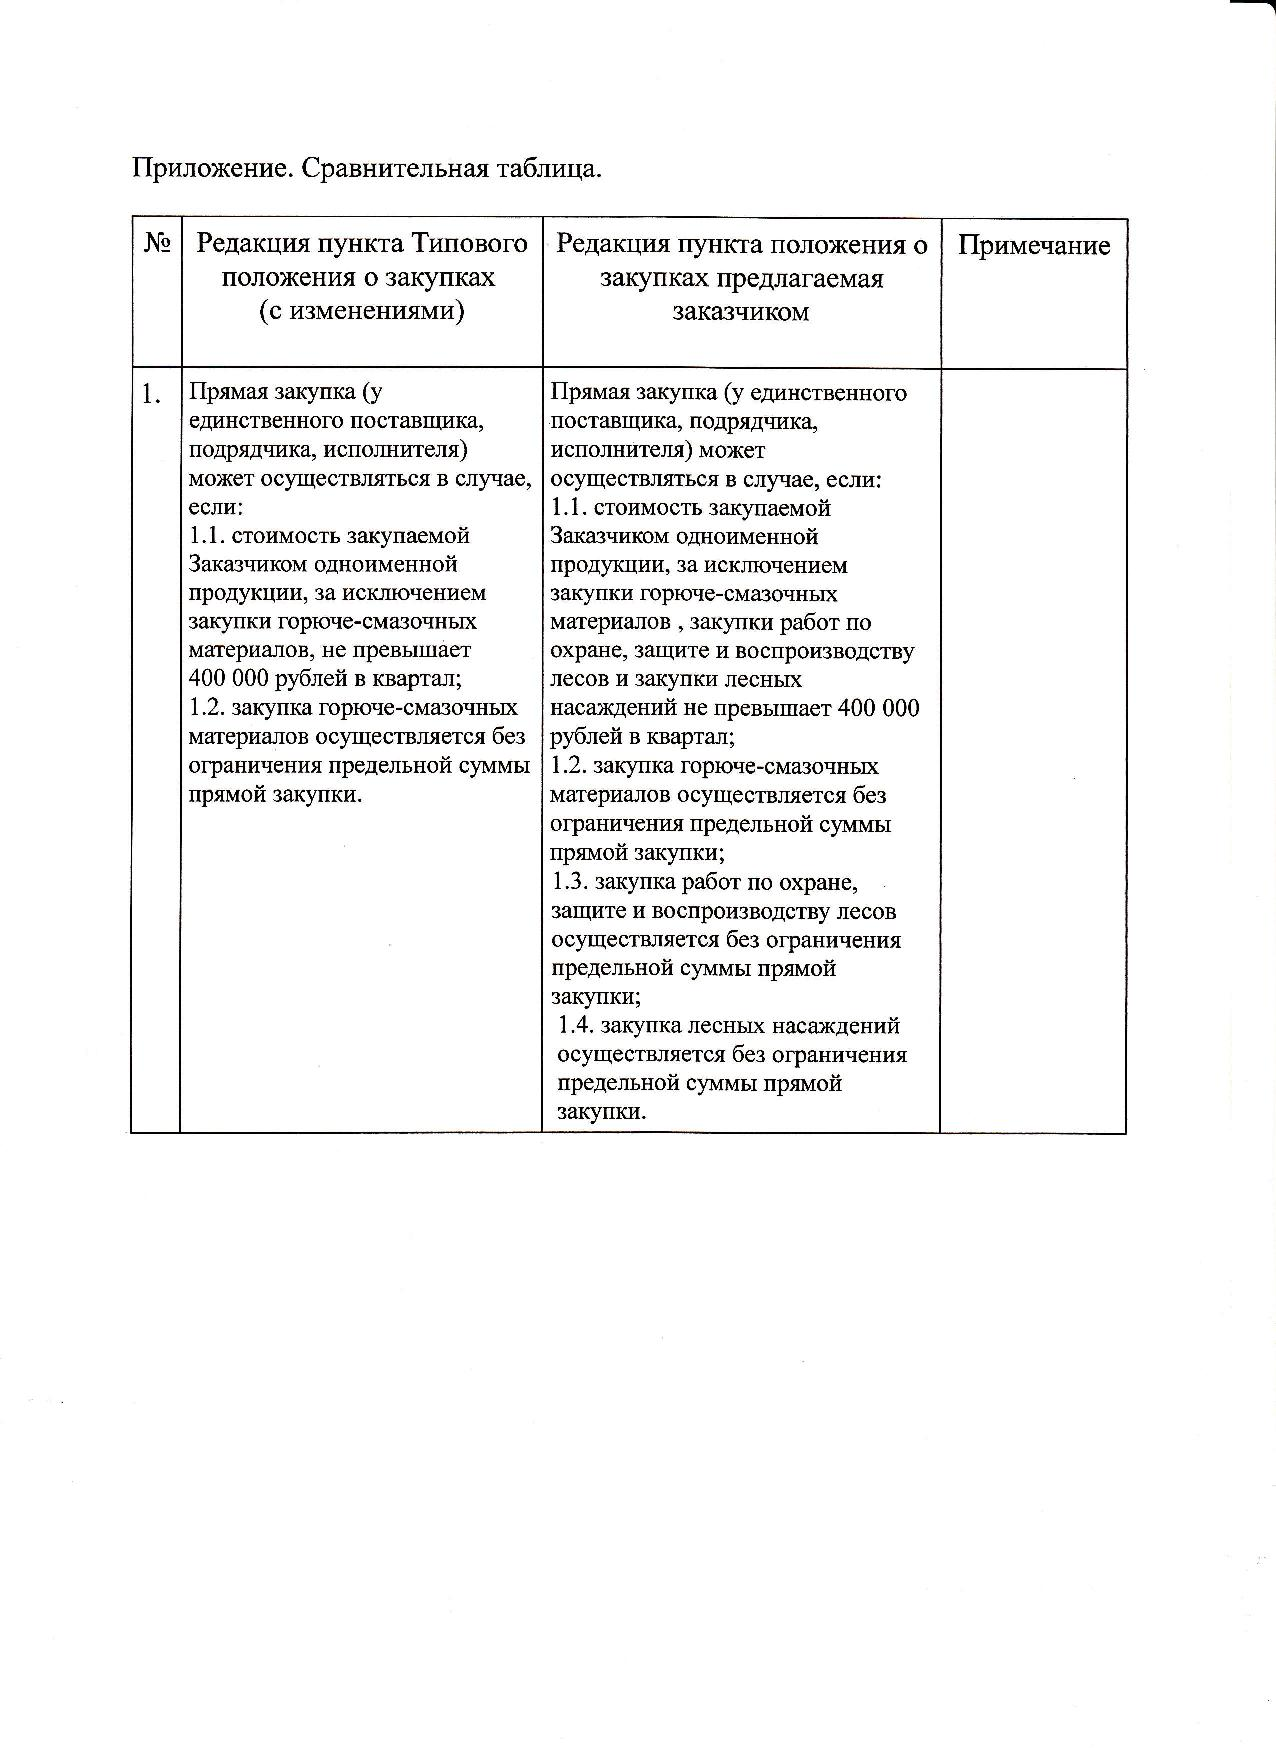 Приложение. Сравнительная таблица.
№
Редакция пункта Типового
положения о закупках
(с изменениями)
Редакция пункта положения о
закупках предлагаемая
заказчиком
Примечание
1.
Прямая закупка (у
единственного поставщика,
подрядчика, исполнителя)
может осуществляться в случае,
если:
1.1. стоимость закупаемой
Заказчиком одноименной
продукции, за исключением
закупки горюче-смазочных
материалов, не превышает
400 000 рублей в квартал;
1.2. закупка горюче-смазочных
материалов осуществляется без
ограничения предельной суммы
прямой закупки.
Прямая закупка (у единственного
поставщика, подрядчика,
исполнителя) может
осуществляться в случае, если:
1.1. стоимость закупаемой
Заказчиком одноименной
продукции, за исключением
закупки горюче-смазочных
материалов , закупки работ по
охране, защите и воспроизводству
лесов и закупки лесных
насаждений не превышает 400 000
рублей в квартал;
1.2. закупка горюче-смазочных
материалов осуществляется без
ограничения предельной суммы
прямой закупки;
1.3. закупка работ по охране,
защите и воспроизводству лесов
осуществляется без ограничения
предельной суммы прямой
закупки;
1.4. закупка лесных насаждений
осуществляется без ограничения
предельной суммы прямой
закупки.